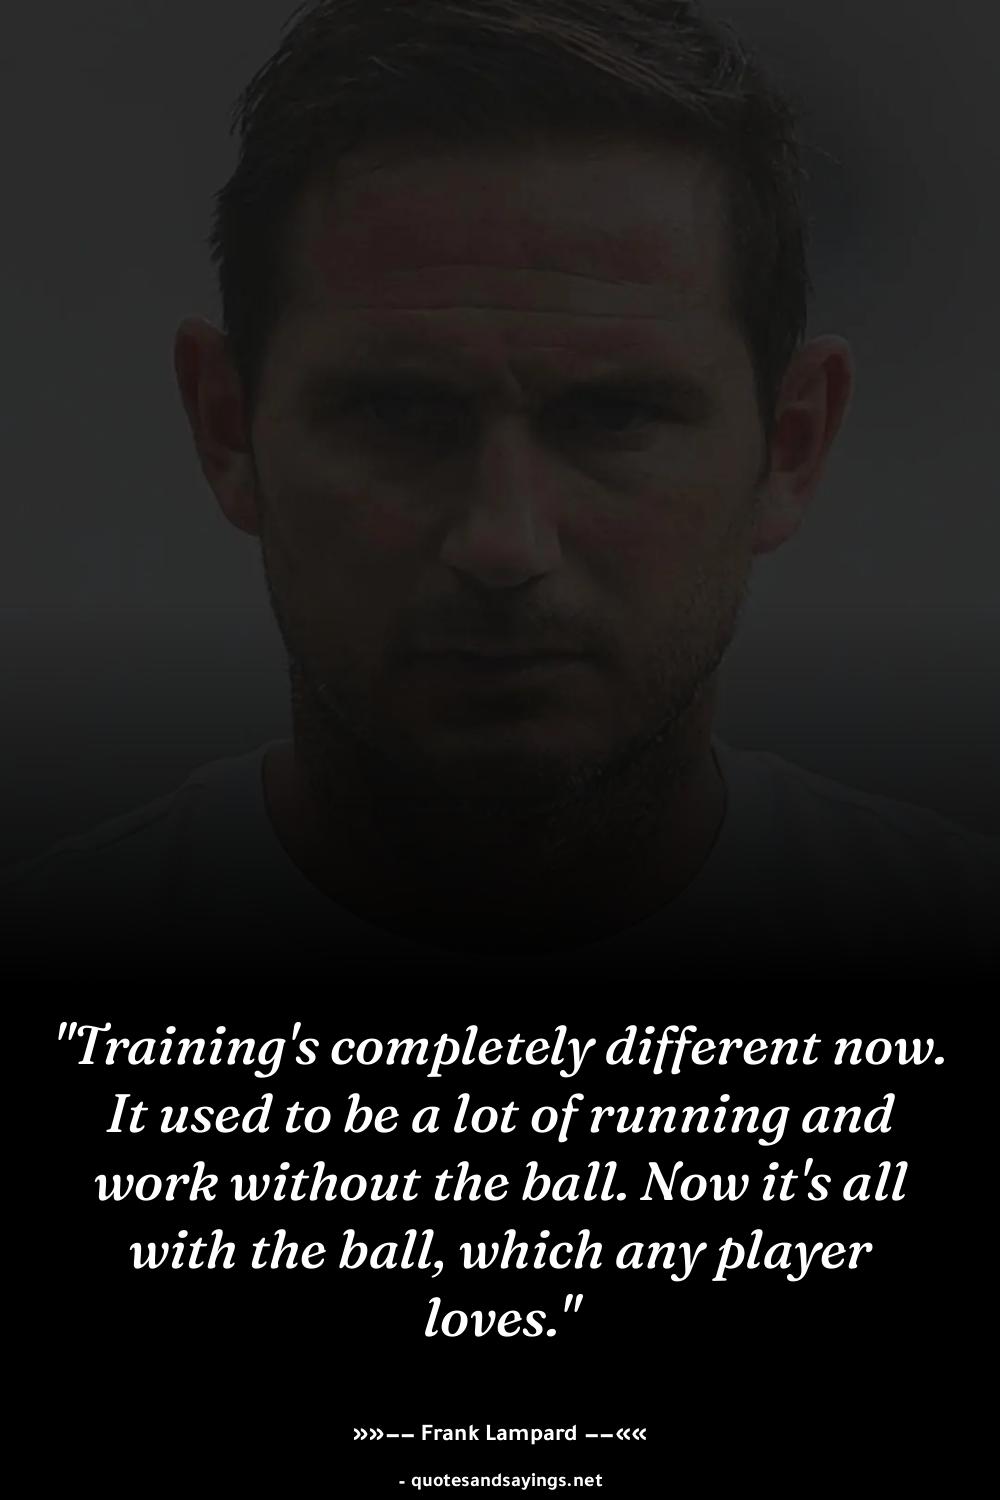 "Training's completely different now.
It used to be a lot of running and
work without the ball. Now it's all
with the ball, which any player
loves."
»»−− Frank Lampard −−««
- quotesandsayings.net